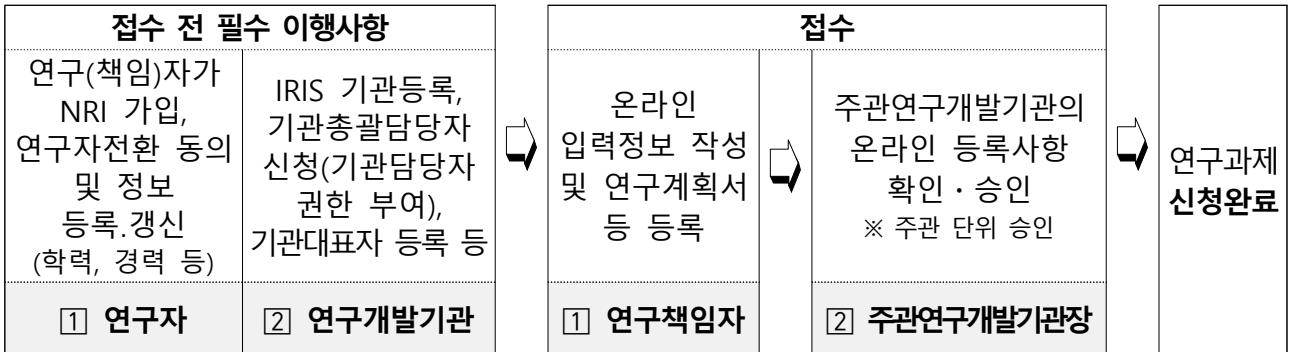 접수 전 필수 이행사항
연구(책임)자가
NRI 가입,
연구자전환 동의
및 정보
등록.갱신
(학력, 경력 등)
1 연구자
IRIS 기관등록,
기관총괄담당자
신청(기관담당자
권한 부여),
기관대표자 등록 등
2 연구개발기관
접수
온라인
입력정보 작성
및 연구계획서
등 등록
1 연구책임자
주관연구개발기관의
온라인 등록사항
확인・승인
※ 주관 단위 승인
2 주관연구개발기관장
연구과제
신청완료